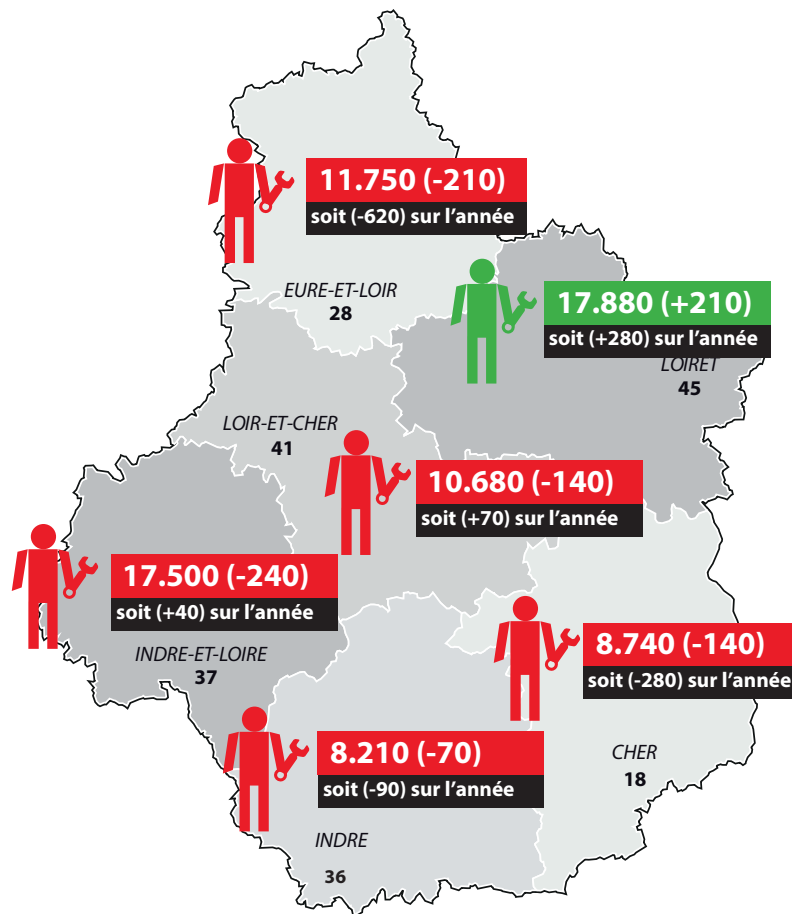 11.750 (-210)
soit (-620) sur l’année
EURE-ET-LOIR
28
17.880 (+210)
soit (+280) sur l’année
LOIRET
45
LOIR-ET-CHER
41
10.680 (-140)
soit (+70) sur l’année
17.500 (-240)
soit (+40) sur l’année
INDRE-ET-LOIRE
37
8.740 (-140)
soit (-280) sur l’année
CHER
18
8.210 (-70)
soit (-90) sur l’année
INDRE
36